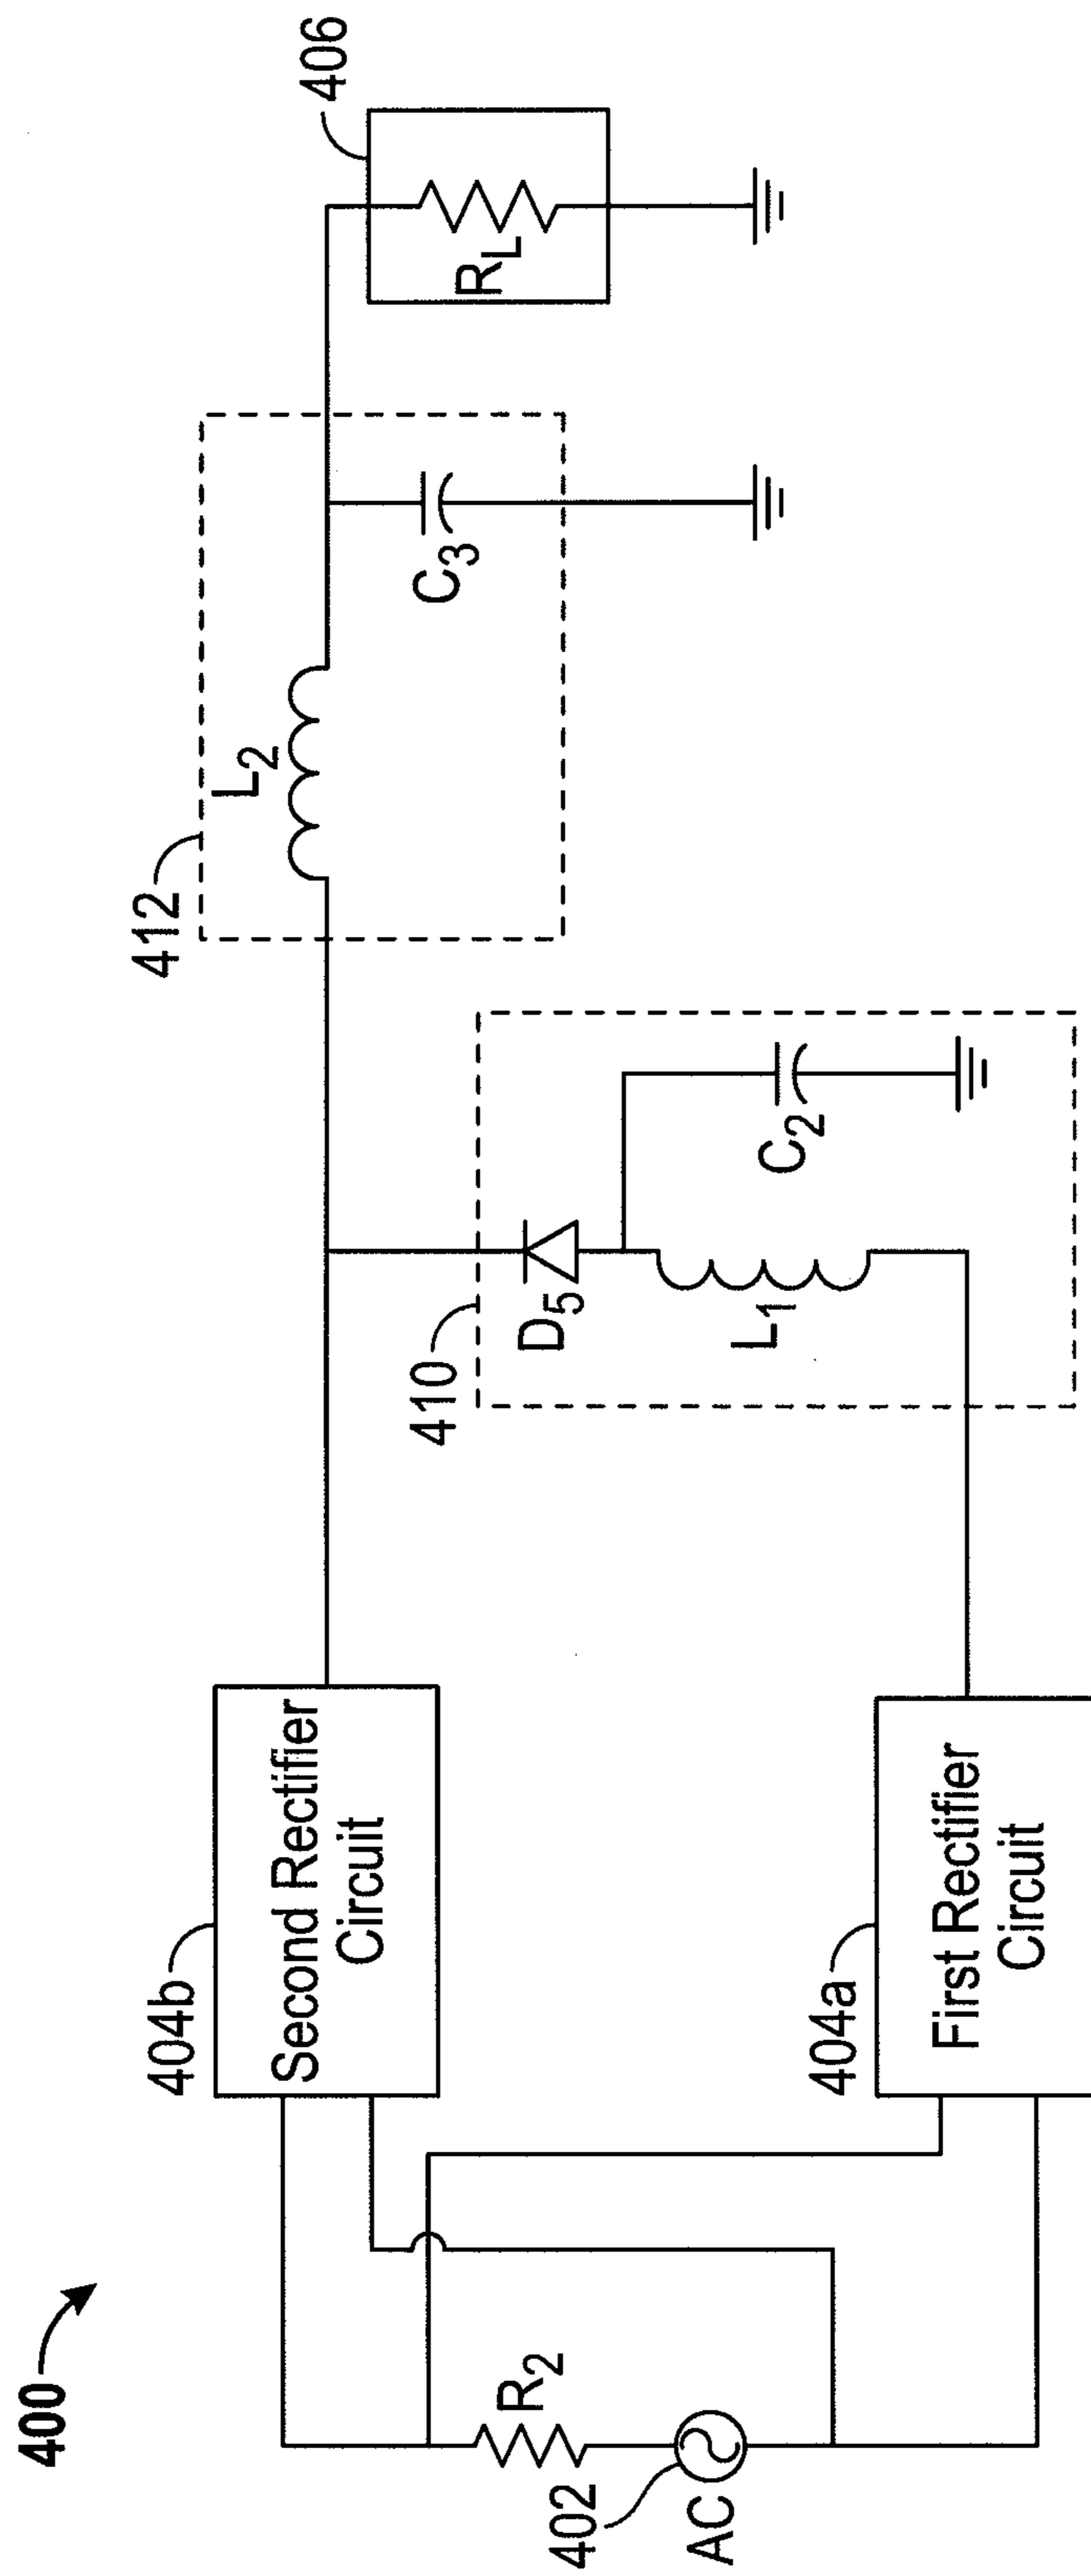 400
402
AC
R2
404b
Second Rectifier
Circuit
404a
First Rectifier
Circuit
410
D5
L1
C2
412
L2
C3
406
RL